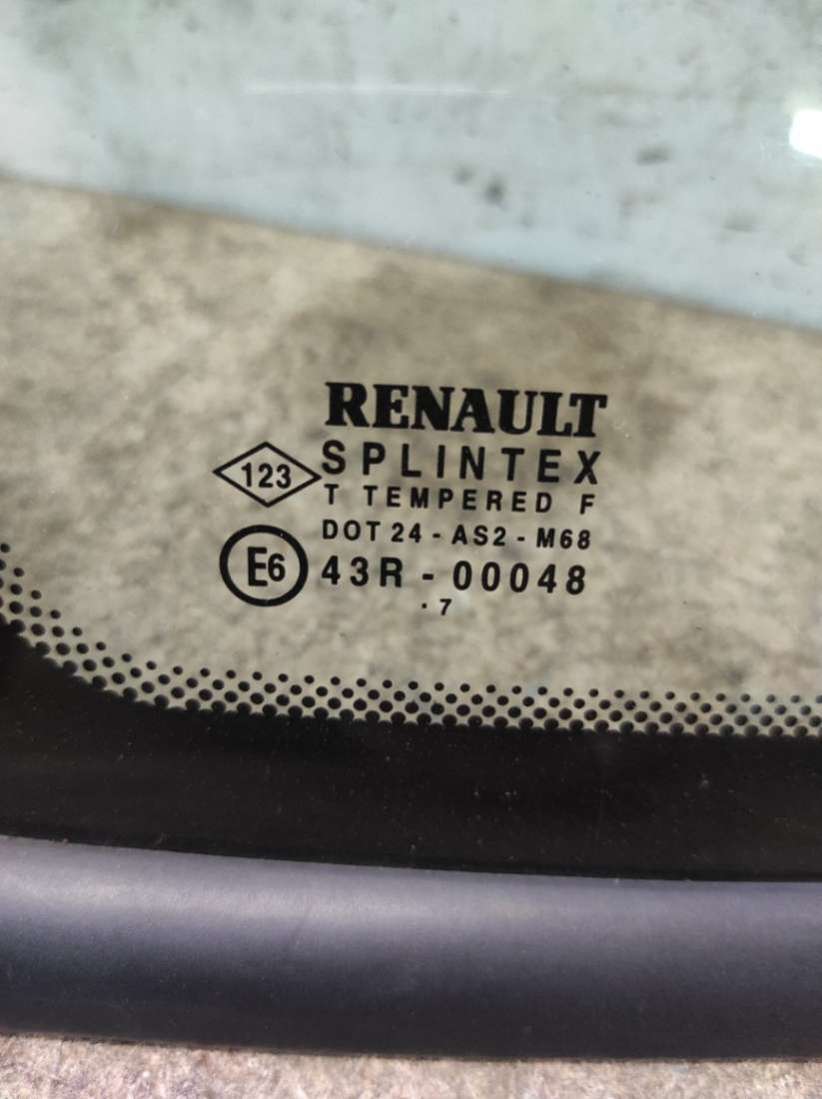 RENAULT
123
SPLINTEX
T TEMPERED F
DOT 24 - AS2 - M68
E6
43R - 00048
. 7